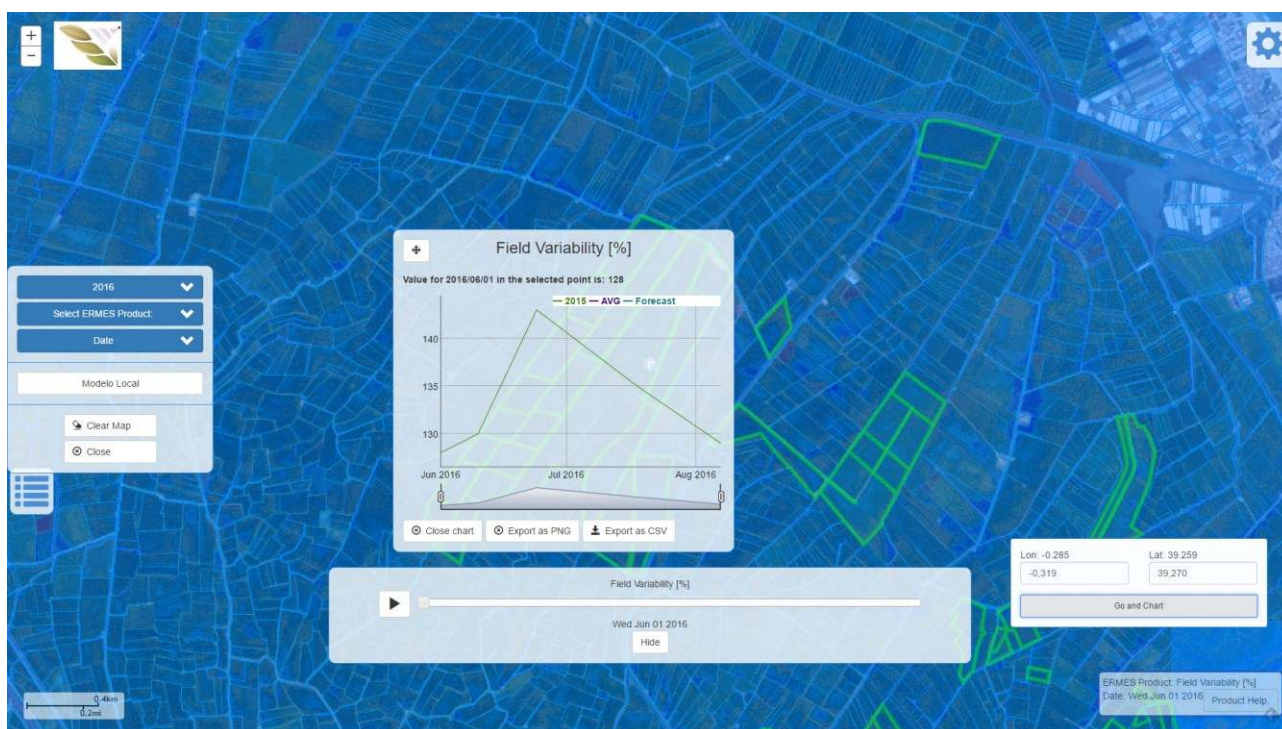 +
−
Field Variability [%]
Value for 2016/06/01 in the selected point is: 128
2015 AVG Forecast
140
135
130
Jun 2016 Jul 2016 Aug 2016
Close chart Export as PNG Export as CSV
2016
Select ERMES Product:
Date
Modelo Local
Clear Map
Close
P
Lon: -0.285 Lat: 39.259
-0,319 39,270
Go and Chart
Field Variability [%]
Wed Jun 01 2016
Hide
0.4km
0.2mi
ERMES Product: Field Variability [%]
Date: Wed Jun 01 2016
Product Help.